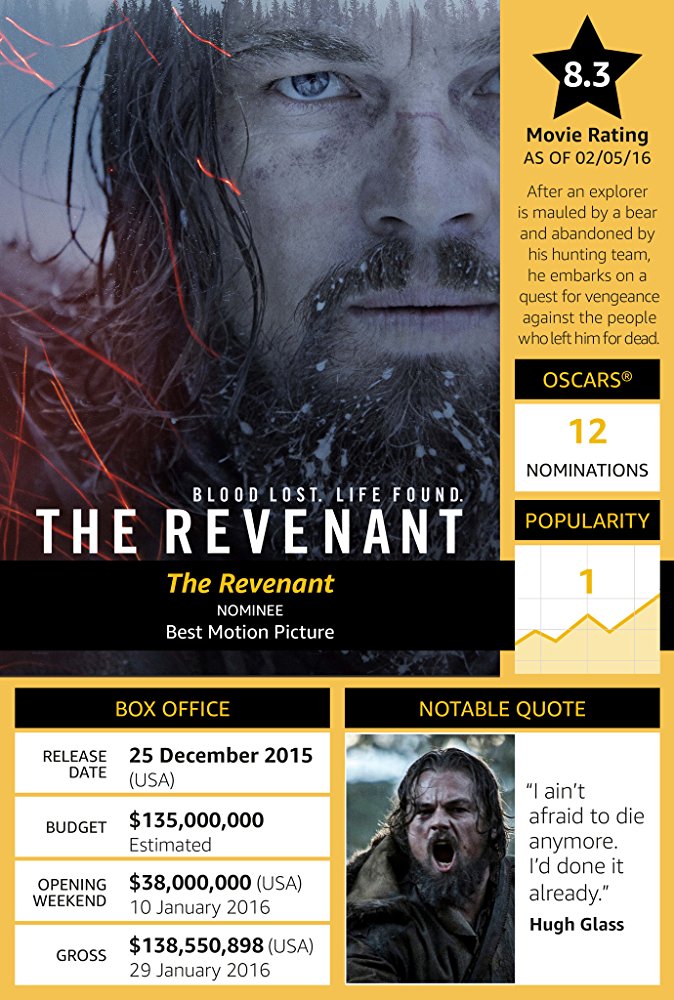 8.3
Movie Rating
AS OF 02/05/16
After an explorer
is mauled by a bear
and abandoned by
his hunting team,
he embarks on a
quest for vengeance
against the people
who left him for dead.
OSCARS®
12
NOMINATIONS
POPULARITY
1
BLOOD LOST. LIFE FOUND.
THE REVENANT
The Revenant
NOMINEE
Best Motion Picture
BOX OFFICE
RELEASE
DATE
25 December 2015
(USA)
BUDGET
$135,000,000
Estimated
OPENING
WEEKEND
$38,000,000 (USA)
10 January 2016
GROSS
$138,550,898 (USA)
29 January 2016
NOTABLE QUOTE
“I ain’t
afraid to die
anymore.
I’d done it
already.”
Hugh Glass